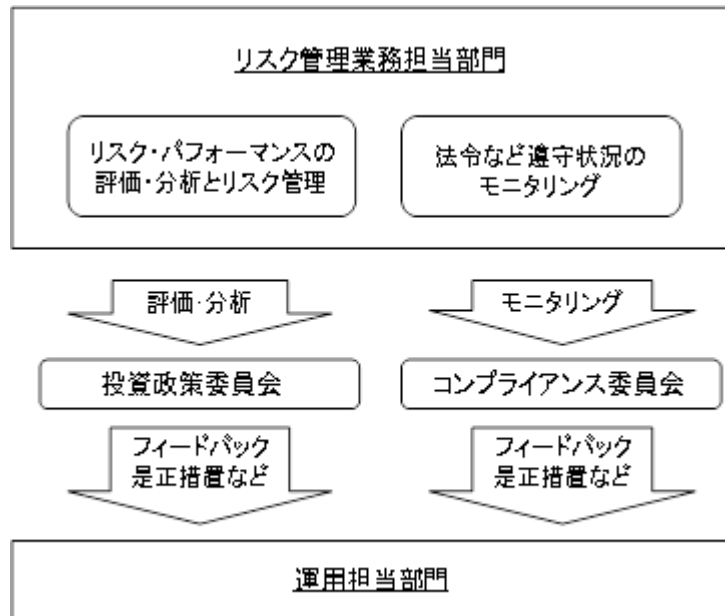 リスク管理業務担当部門
リスク・パフォーマンスの
評価・分析とリスク管理
法令など遵守状況の
モニタリング
評価・分析
モニタリング
投資政策委員会
コンプライアンス委員会
フィードバック
是正措置など
フィードバック
是正措置など
運用担当部門